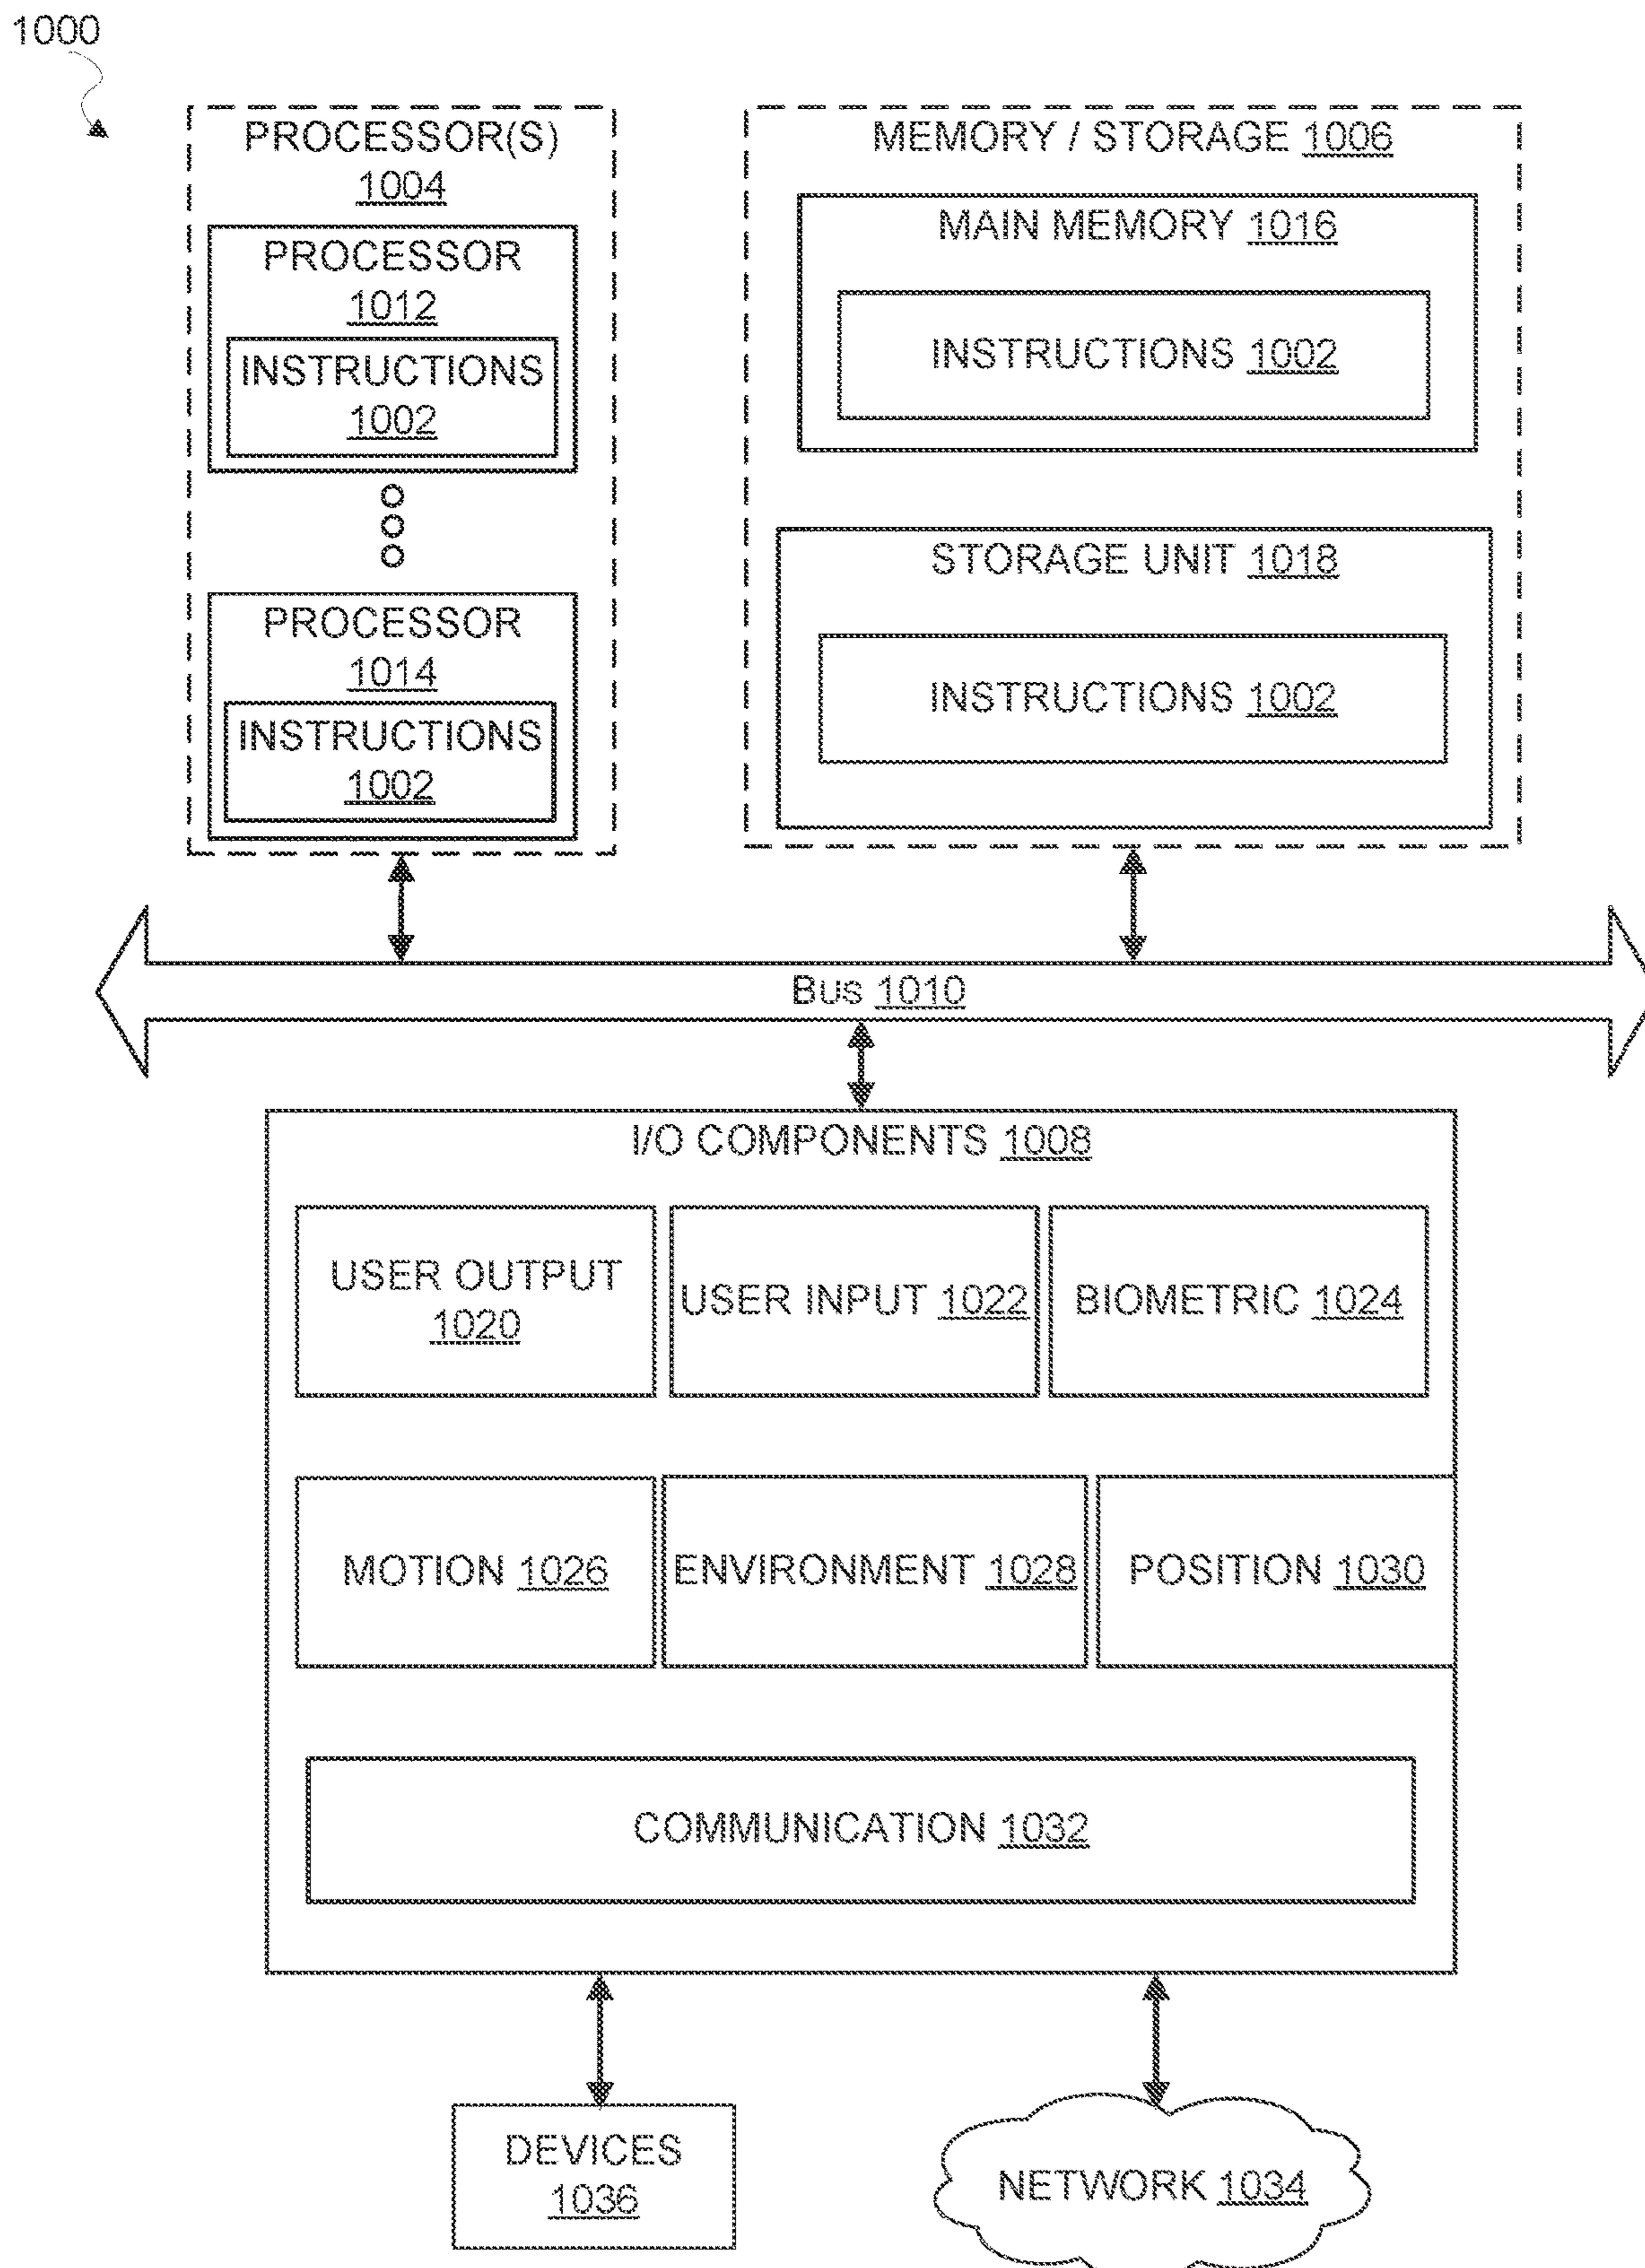 1000
PROCESSOR(S)
1004
PROCESSOR
1012
INSTRUCTIONS
1002
PROCESSOR
1014
INSTRUCTIONS
1002
MEMORY / STORAGE 1006
MAIN MEMORY 1016
INSTRUCTIONS 1002
STORAGE UNIT 1018
INSTRUCTIONS 1002
Bus 1010
I/O COMPONENTS 1008
USER OUTPUT
1020
USER INPUT 1022
BIOMETRIC 1024
MOTION 1026
ENVIRONMENT 1028
POSITION 1030
COMMUNICATION 1032
DEVICES
1036
NETWORK 1034